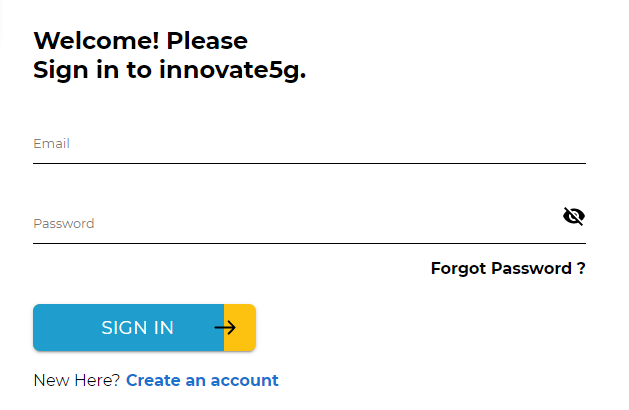 Welcome! Please
Sign in to innovate5g.
Email
Password
Forgot Password ?
SIGN IN
New Here? Create an account